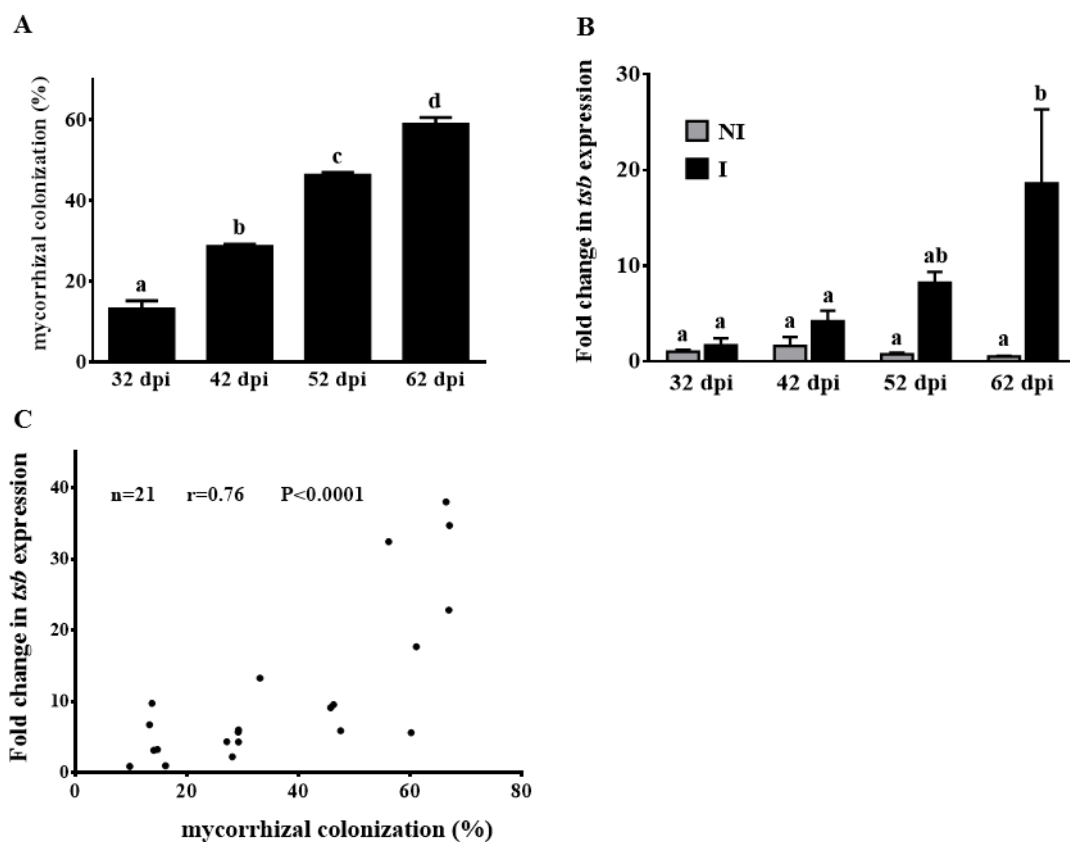 A
mycorrhizal colonization (%)
60
40
20
0
a
b
c
d
32 dpi 42 dpi 52 dpi 62 dpi
B
Fold change in tsb expression
30
20
10
0
NI
I
a a a a a ab a b
32 dpi 42 dpi 52 dpi 62 dpi
C
Fold change in tsb expression
40
30
20
10
0
n=21 r=0.76 P<0.0001
0 20 40 60 80
mycorrhizal colonization (%)